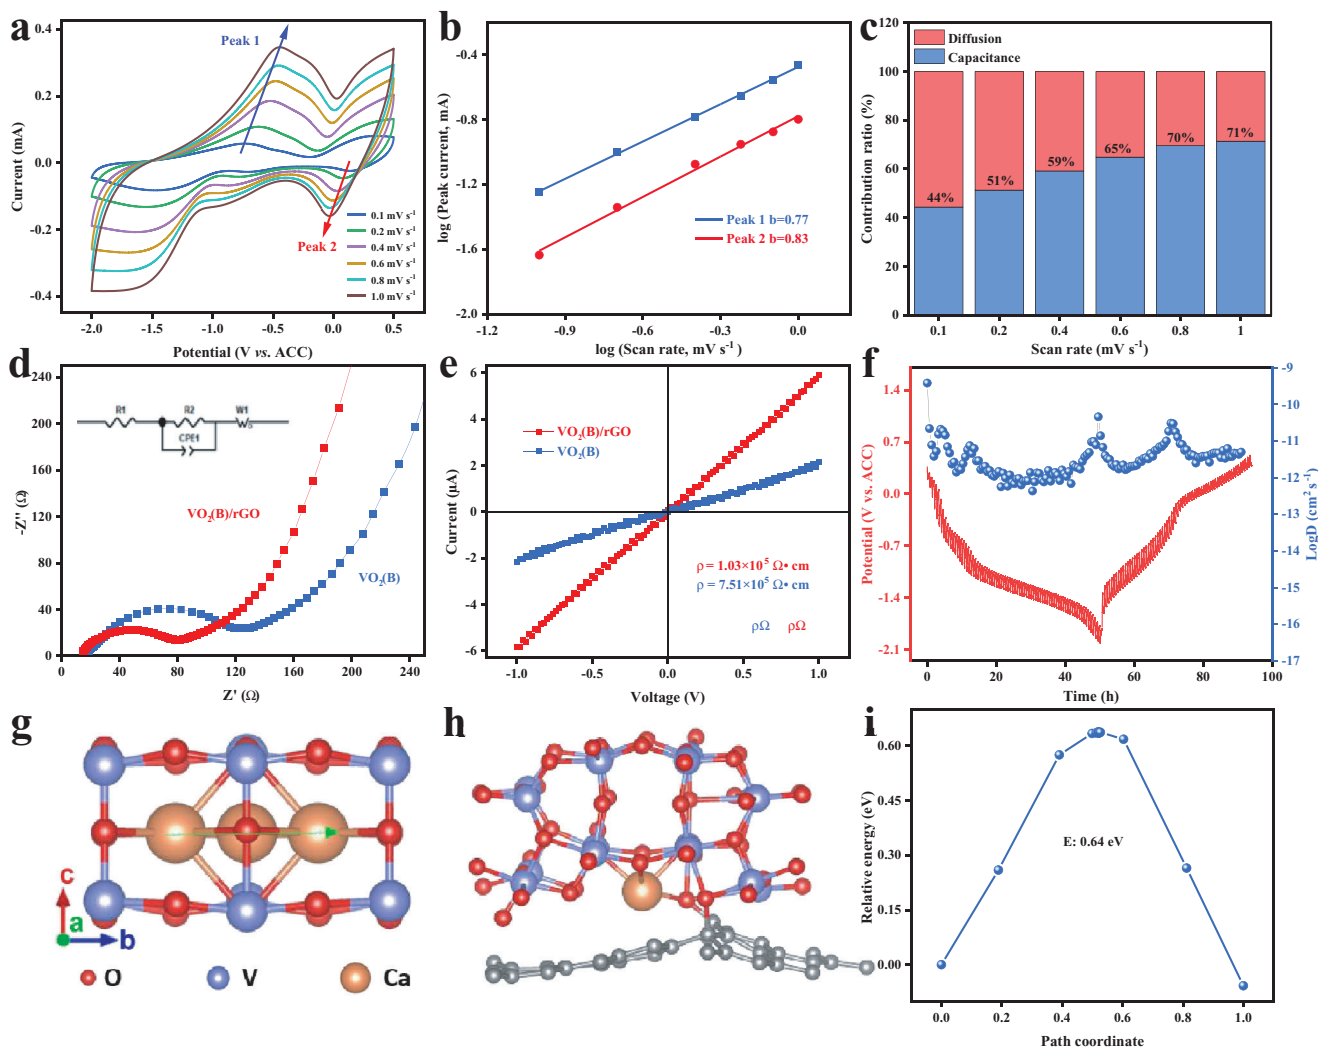 a
Current (mA)
0.4
0.2
0.0
-0.2
-0.4
Peak 1
Peak 2
0.1 mV s⁻¹
0.2 mV s⁻¹
0.4 mV s⁻¹
0.6 mV s⁻¹
0.8 mV s⁻¹
1.0 mV s⁻¹
-2.0 -1.5 -1.0 -0.5 0.0 0.5
Potential (V vs. ACC)
b
log (Peak current, mA)
-0.4
-0.8
-1.2
-1.6
-2.0
Peak 1 b=0.77
Peak 2 b=0.83
-1.2 -0.9 -0.6 -0.3 0.0
log (Scan rate, mV s⁻¹)
c
Contribution ratio (%)
120
100
80
60
40
20
0
Diffusion
Capacitance
44% 51% 59% 65% 70% 71%
0.1 0.2 0.4 0.6 0.8 1
Scan rate (mV s⁻¹)
d
-Z'' (Ω)
240
200
160
120
80
40
0
R1 R2 W1
CPE1
VO₂(B)/rGO
VO₂(B)
0 40 80 120 160 200 240
Z' (Ω)
e
Current (µA)
6
4
2
0
-2
-4
-6
VO₂(B)/rGO
VO₂(B)
ρ = 1.03×10⁵ Ω• cm
ρ = 7.51×10⁵ Ω• cm
ρΩ ρΩ
-1.0 -0.5 0.0 0.5 1.0
Voltage (V)
f
Potential (V vs. ACC)
1.4
0.7
0.0
-0.7
-1.4
-2.1
-9
-10
-11
-12
-13
-14
-15
-16
-17
LogD (cm² s⁻¹)
0 20 40 60 80 100
Time (h)
g
c
a
b
O V Ca
h
i
Relative energy (eV)
0.60
0.45
0.30
0.15
0.00
E: 0.64 eV
0.0 0.2 0.4 0.6 0.8 1.0
Path coordinate